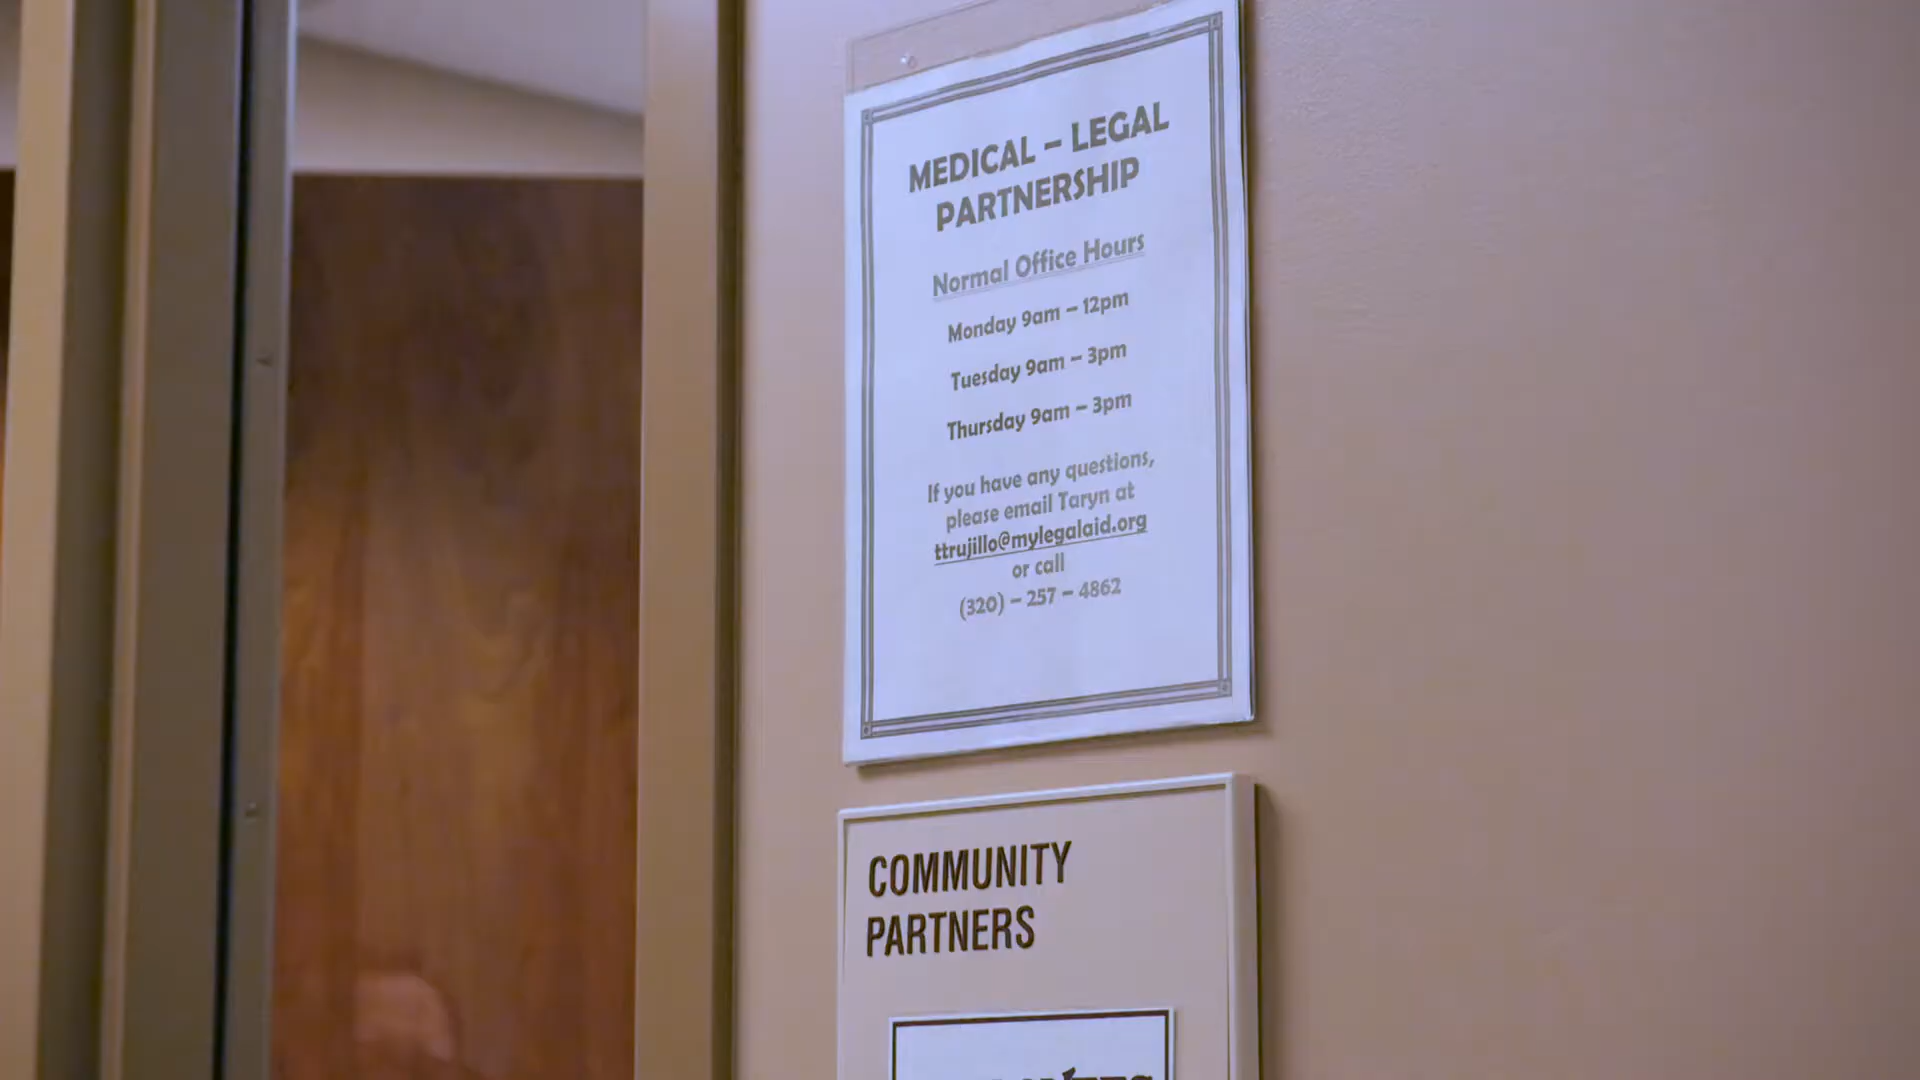 MEDICAL – LEGAL
PARTNERSHIP
Normal Office Hours
Monday 9am – 12pm
Tuesday 9am – 3pm
Thursday 9am – 3pm
If you have any questions,
please email Taryn at
ttrujillo@mylegalaid.org
or call
(320) – 257 – 4862
COMMUNITY
PARTNERS